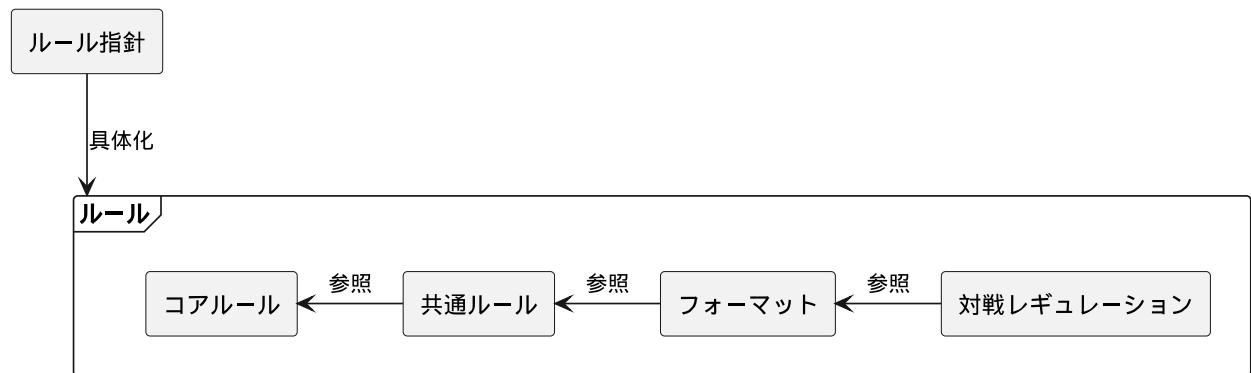 ルール指針
具体化
ルール
コアルール
参照
共通ルール
参照
フォーマット
参照
対戦レギュレーション